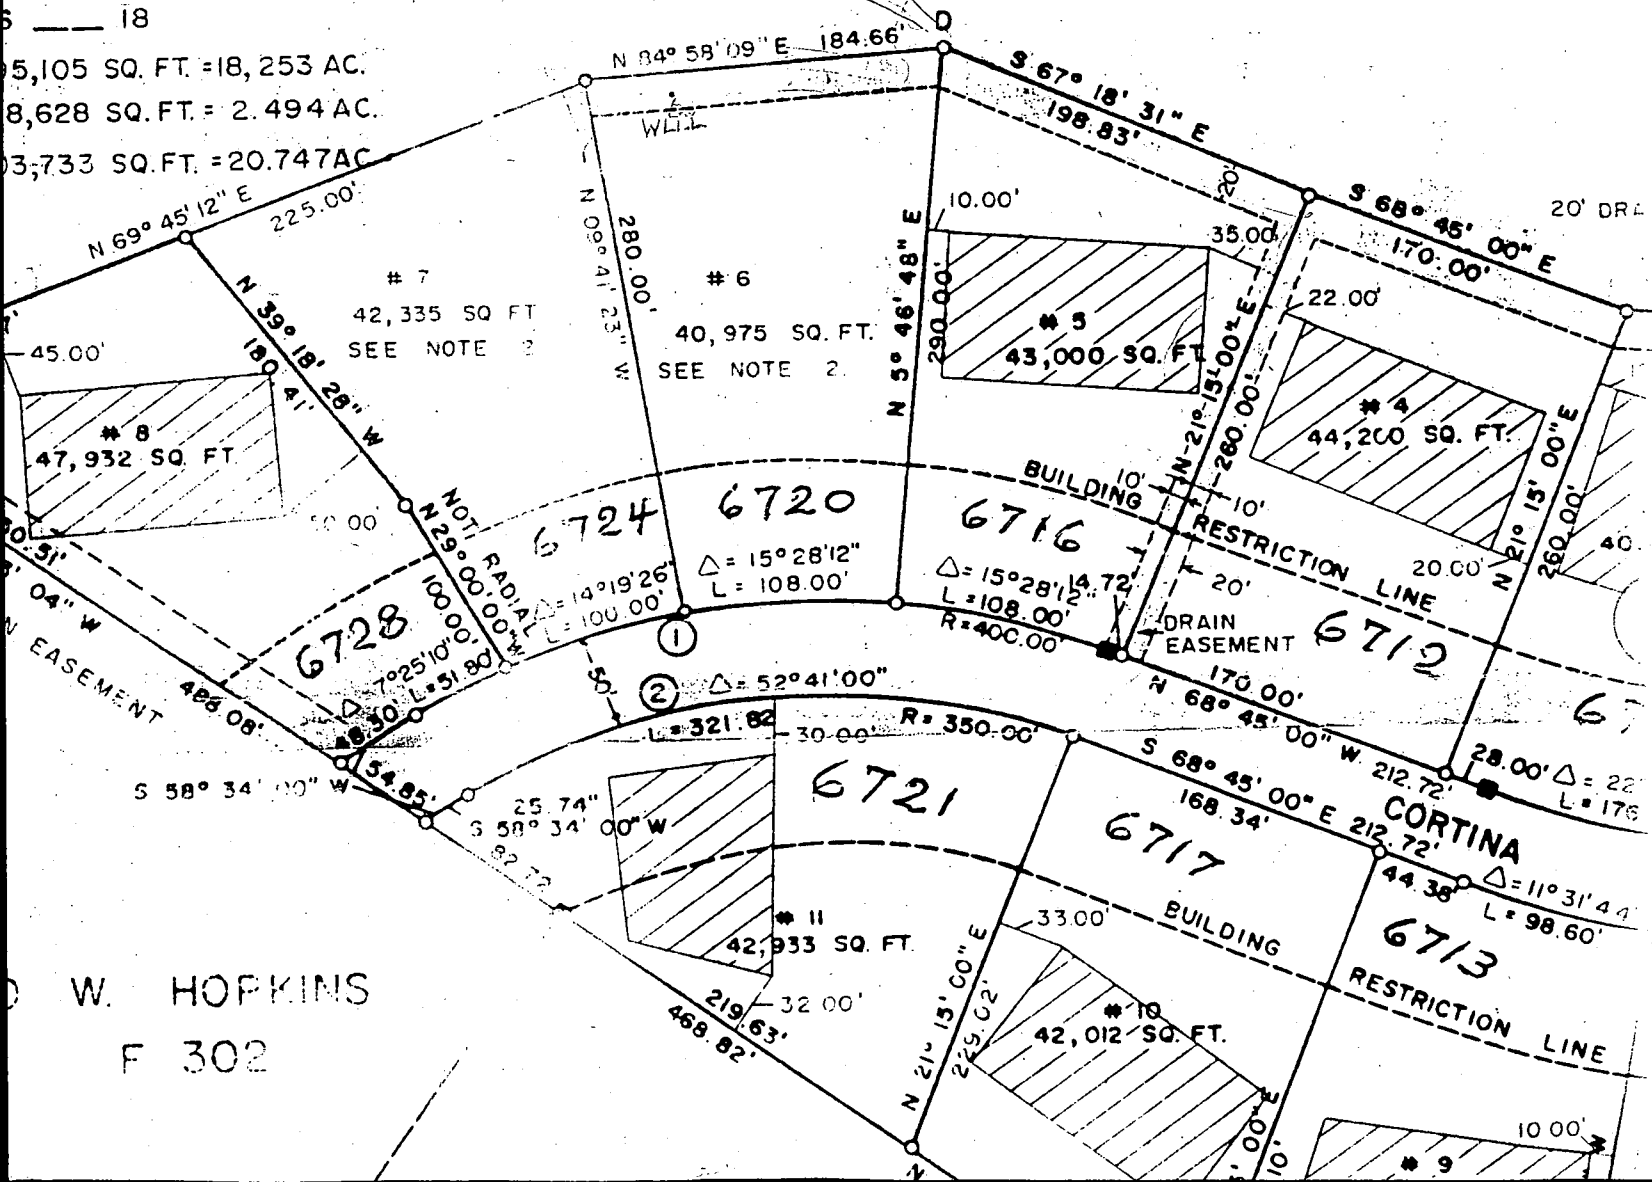 18
5,105 SQ. FT. =18,253 AC.
8,628 SQ. FT. = 2.494 AC.
3,733 SQ. FT. =20.747 AC.
D
N 84° 58' 09" E 184.66'
WELL
S 67° 18' 31" E
198.83'
20'
S 68° 45' 00" E
170.00'
20' DRA
N 69° 45' 12" E
225.00'
10.00'
35.00'
22.00'
# 7
42,335 SQ FT
SEE NOTE 2
N 09° 41' 23" W
280.00'
# 6
40,975 SQ. FT.
SEE NOTE 2.
N 5° 46' 48" E
290.00'
# 5
43,000 SQ. FT
N 21° 15' 00" E
260.00'
# 4
44,200 SQ. FT.
N 21° 15' 00" E
260.00'
45.00'
N 39° 18' 28" W
180 41'
# 8
47,932 SQ. FT.
50.00'
NOT RADIAL
N 29° 00' 00" W
100.00'
6724
6720
6716
BUILDING RESTRICTION LINE
10'
10'
40.
20.00'
Δ= 14°19'26"
L= 100.00'
Δ= 15°28'12"
L= 108.00'
Δ= 15°28'12"
L=108.00'
R=400.00'
14.72'
20'
DRAIN
EASEMENT
6712
67
80.51'
04" W
EASEMENT
486.08'
6728
Δ 7°25'10"
L=51.80'
48.30
50'
1
2
Δ= 52°41'00"
L=321.82
R= 350.00'
30.00'
170.00'
N 68° 45' 00" W 212.72'
28.00'
Δ= 22
L= 176
S 58° 34' 00" W
54.85'
25.74"
S 58° 34' 00" W
82.72
6721
S 68° 45' 00" E 212.72'
168.34'
CORTINA
44.38'
Δ=11°31'44
L= 98.60'
6717
6713
BUILDING RESTRICTION LINE
# 11
42,933 SQ. FT.
32.00'
219.63'
468.82'
33.00'
N 21° 15' 00" E
229.02'
# 10
42,012 SQ. FT.
W. HOPKINS
F 302
' 00" E
10'
10.00'
# 9
W
N